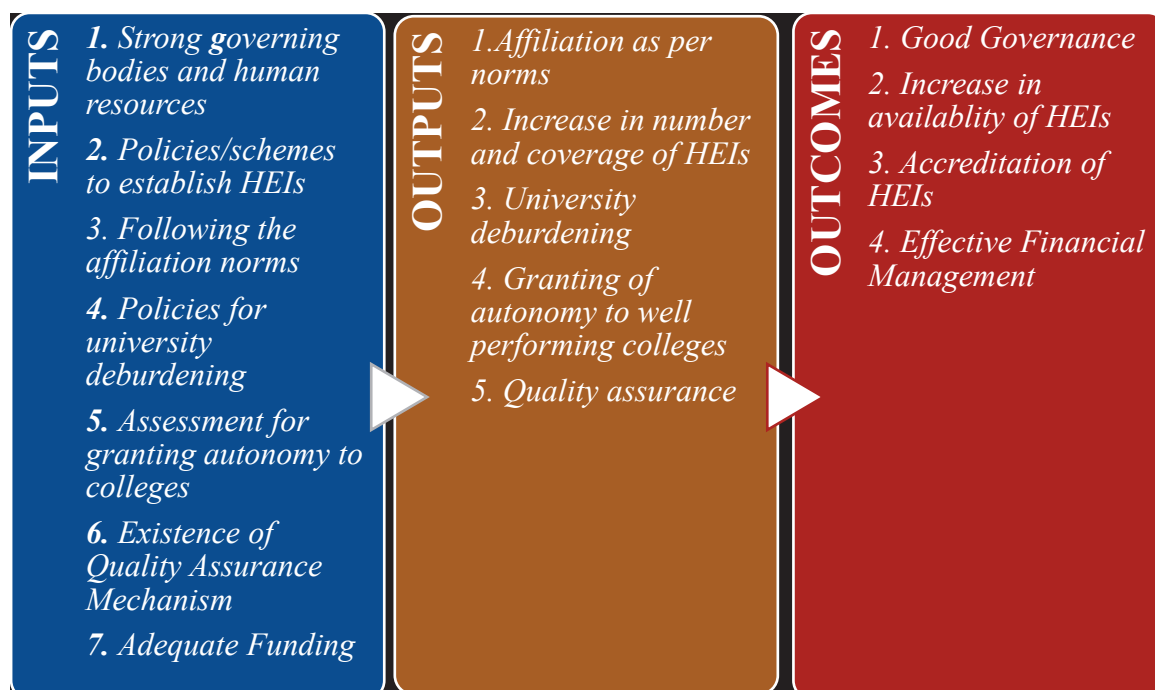 INPUTS
1. Strong governing
bodies and human
resources
2. Policies/schemes
to establish HEIs
3. Following the
affiliation norms
4. Policies for
university
deburdening
5. Assessment for
granting autonomy to
colleges
6. Existence of
Quality Assurance
Mechanism
7. Adequate Funding
OUTPUTS
1.Affiliation as per
norms
2. Increase in number
and coverage of HEIs
3. University
deburdening
4. Granting of
autonomy to well
performing colleges
5. Quality assurance
OUTCOMES
1. Good Governance
2. Increase in
availablity of HEIs
3. Accreditation of
HEIs
4. Effective Financial
Management